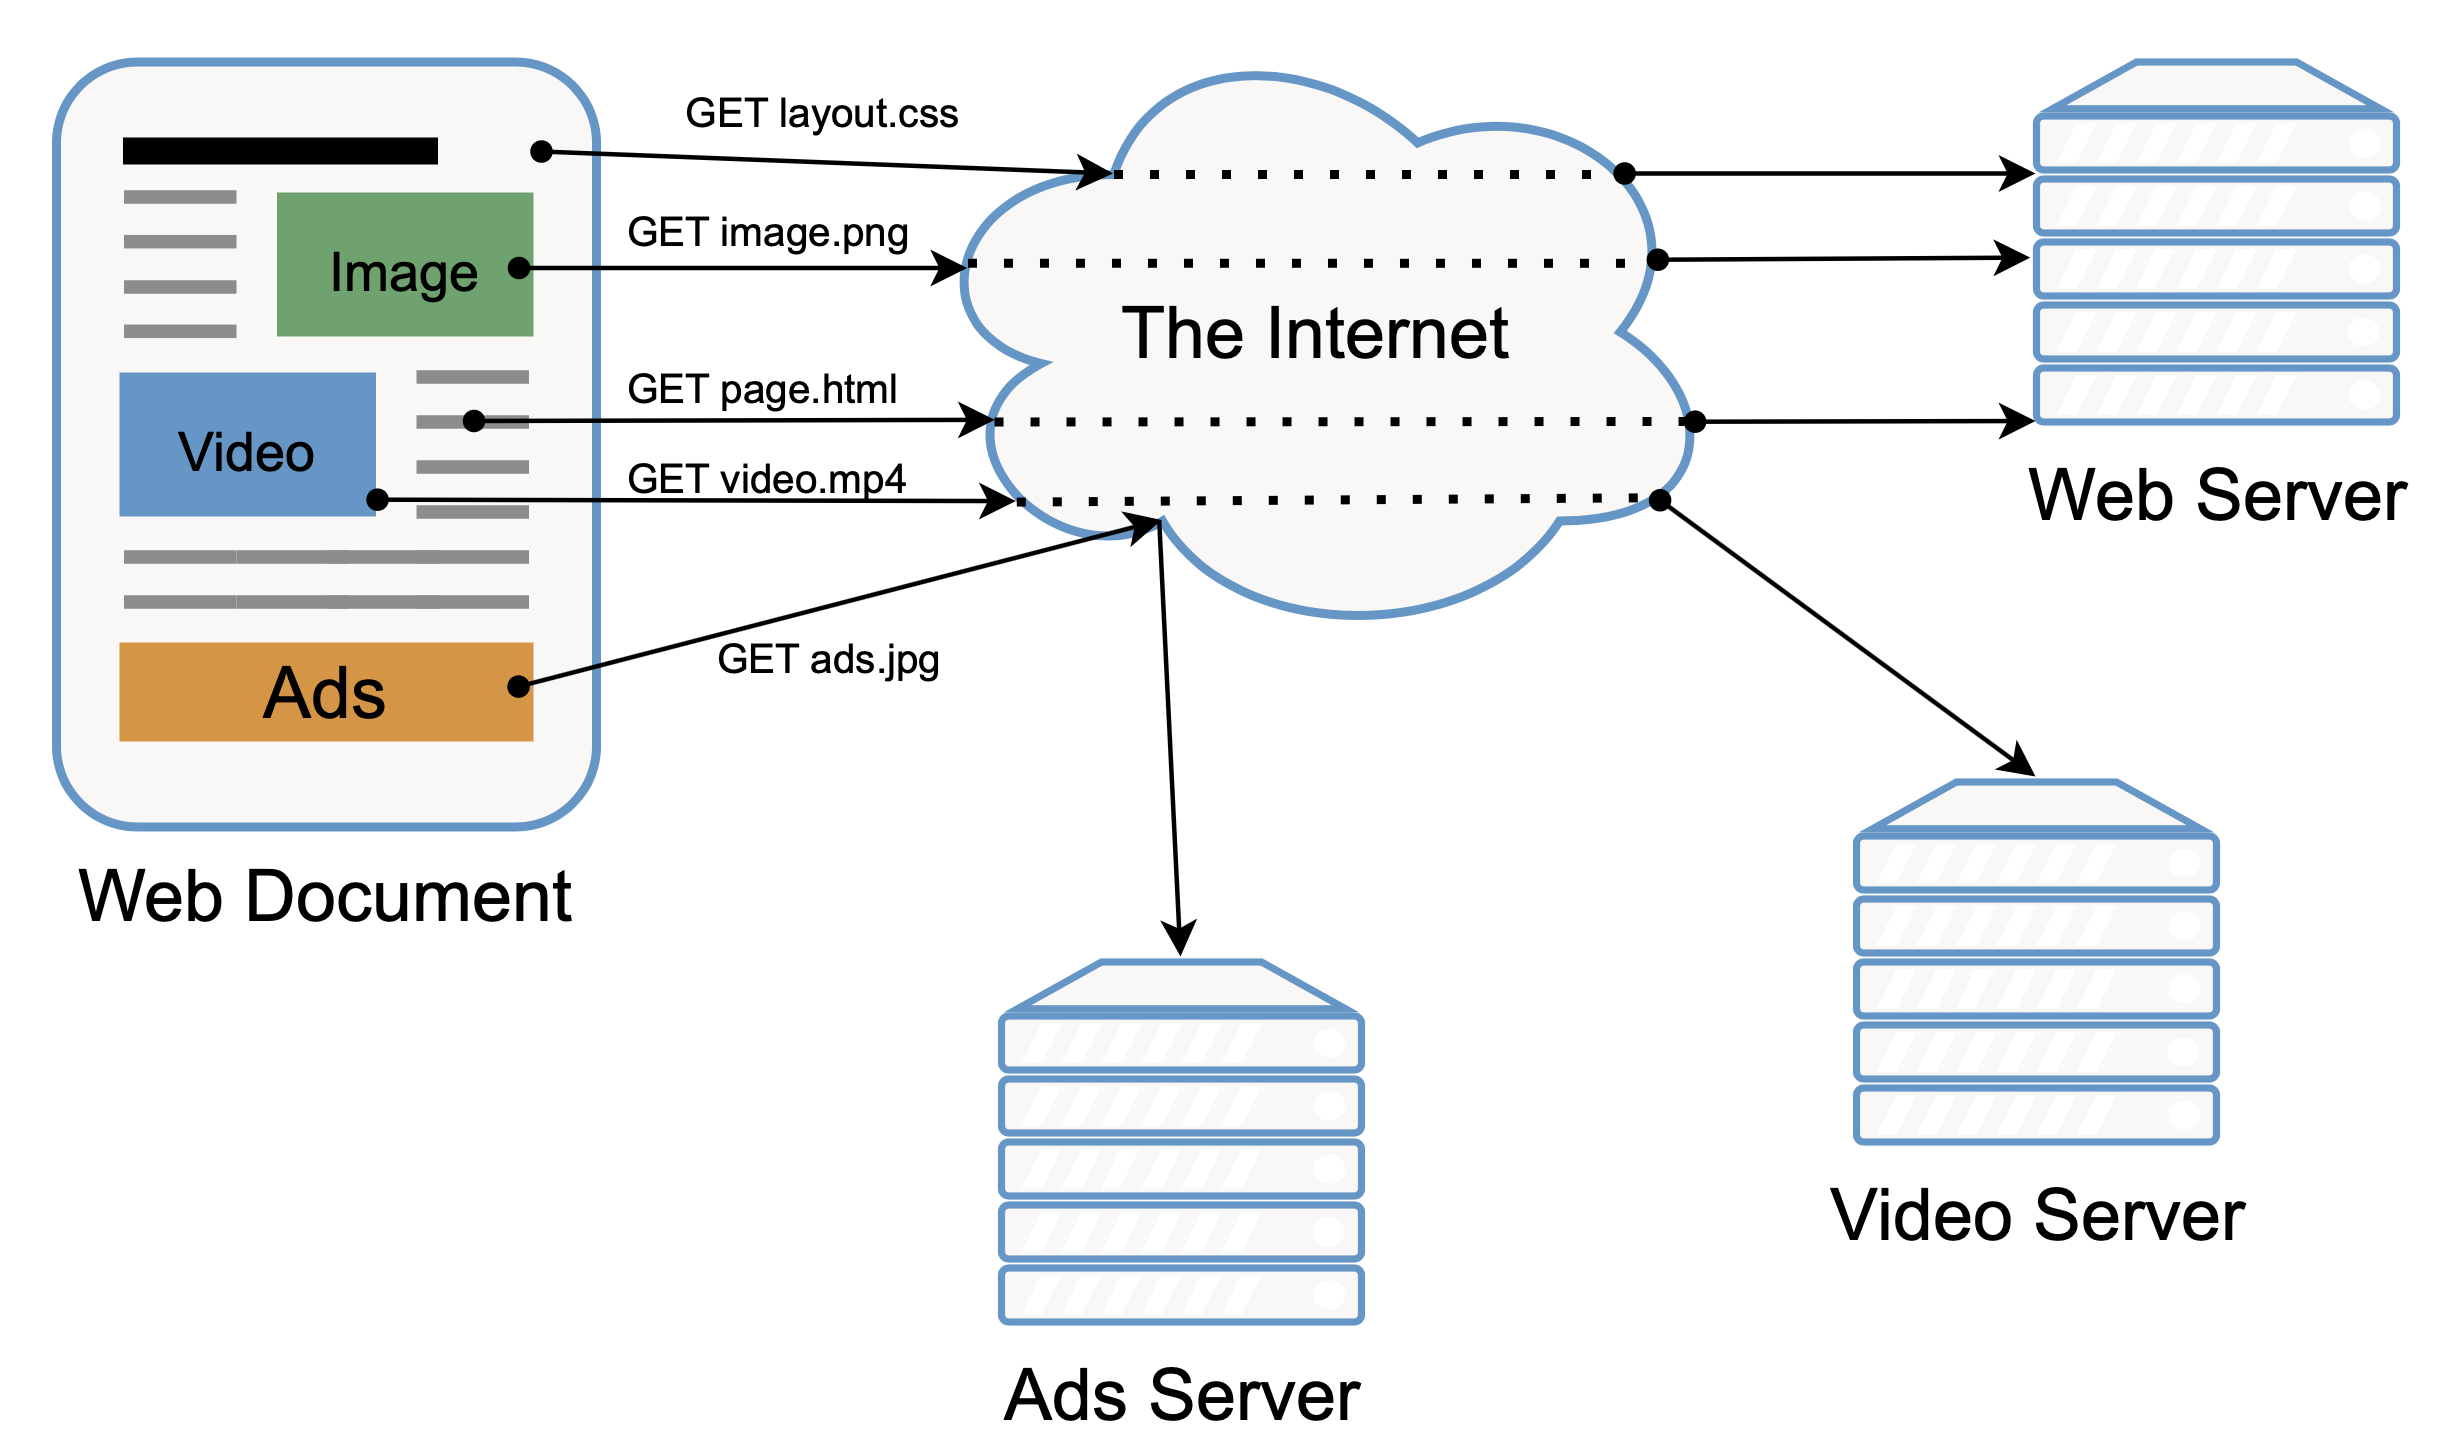 GET layout.css
GET image.png
Image
The Internet
GET page.html
Video
GET video.mp4
Web Server
GET ads.jpg
Ads
Web Document
Video Server
Ads Server